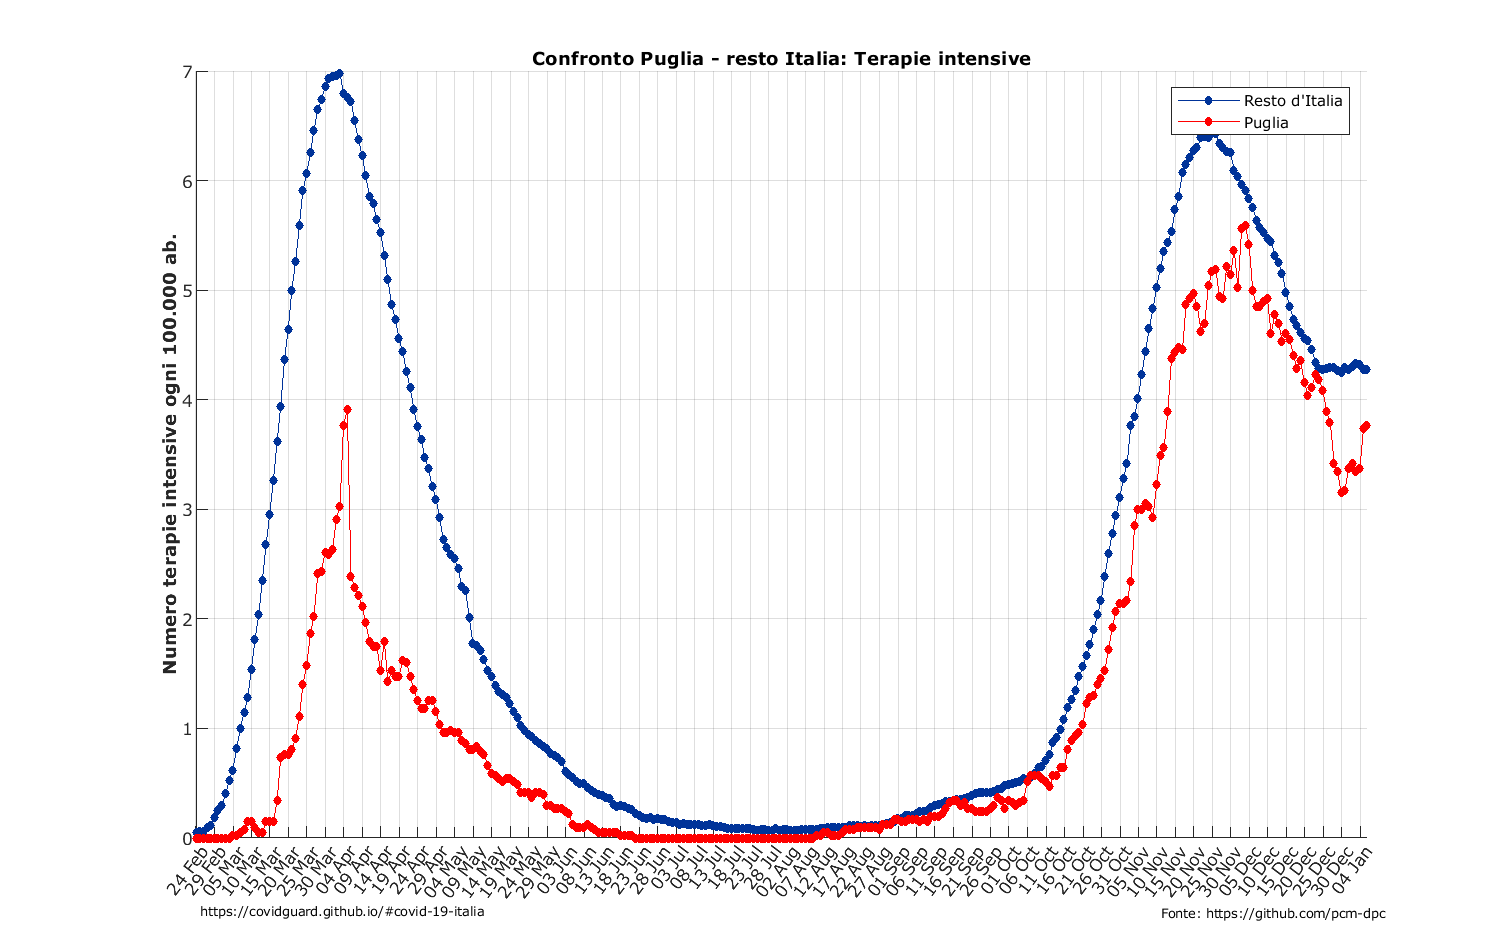 Confronto Puglia - resto Italia: Terapie intensive
Numero terapie intensive ogni 100.000 ab.
7
6
5
4
3
2
1
0
Resto d'Italia
Puglia
24 Feb
29 Feb
05 Mar
10 Mar
15 Mar
20 Mar
25 Mar
30 Mar
04 Apr
09 Apr
14 Apr
19 Apr
24 Apr
29 Apr
04 May
09 May
14 May
19 May
24 May
29 May
03 Jun
08 Jun
13 Jun
18 Jun
23 Jun
28 Jun
03 Jul
08 Jul
13 Jul
18 Jul
23 Jul
28 Jul
02 Aug
07 Aug
12 Aug
17 Aug
22 Aug
27 Aug
01 Sep
06 Sep
11 Sep
16 Sep
21 Sep
26 Sep
01 Oct
06 Oct
11 Oct
16 Oct
21 Oct
26 Oct
31 Oct
05 Nov
10 Nov
15 Nov
20 Nov
25 Nov
30 Nov
05 Dec
10 Dec
15 Dec
20 Dec
25 Dec
30 Dec
04 Jan
https://covidguard.github.io/#covid-19-italia
Fonte: https://github.com/pcm-dpc